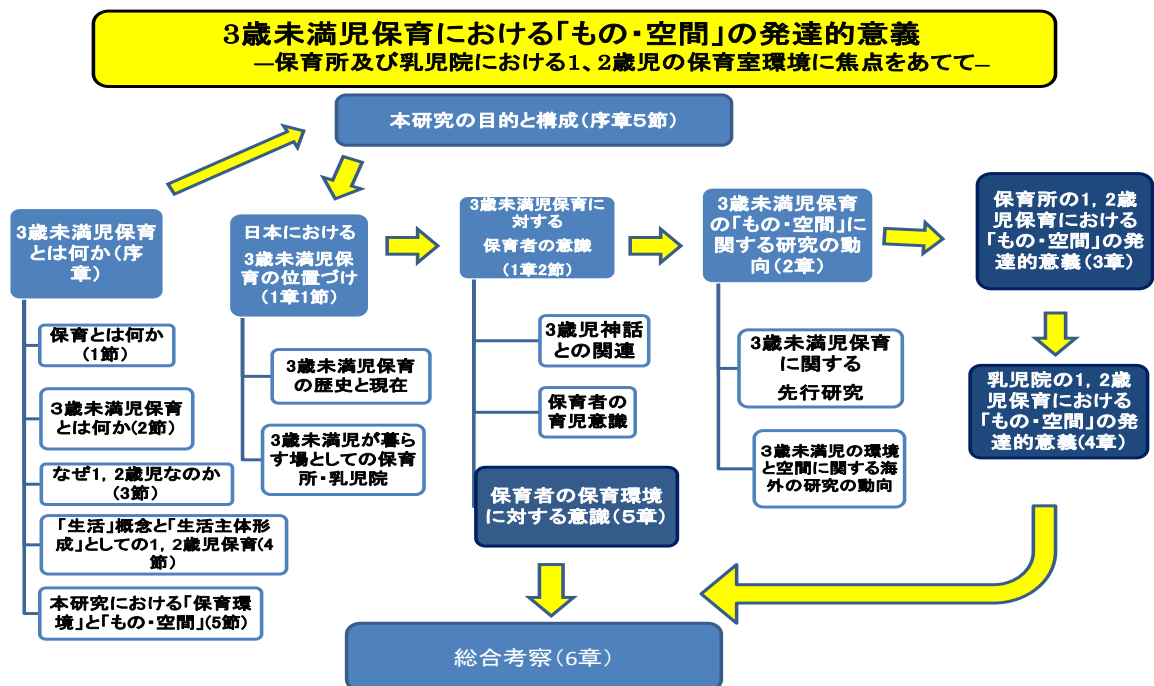 3歳未満児保育における｢もの・空間｣の発達的意義
―保育所及び乳児院における1、2歳児の保育室環境に焦点をあてて―
本研究の目的と構成(序章5節)
3歳未満児保育
とは何か(序
章)
保育とは何か
(1節)
3歳未満児保育
とは何か(2節)
なぜ1，2歳児なのか
(3節)
「生活」概念と「生活主体形
成」としての1，2歳児保育(4
節)
本研究における「保育環
境」と「もの・空間」(5節)
日本における
3歳未満児保
育の位置づけ
(1章1節)
3歳未満児保育
の歴史と現在
3歳未満児が暮ら
す場としての保育
所・乳児院
3歳未満児保育に
対する
保育者の意識
(1章2節)
3歳児神話
との関連
保育者の
育児意識
保育者の保育環境
に対する意識(5章)
3歳未満児保育
の「もの・空間」に
関する研究の動
向(2章)
3歳未満児保育
に関する
先行研究
3歳未満児の環境
と空間に関する海
外の研究の動向
保育所の1，2歳
児保育における
「もの・空間」の発
達的意義(3章)
乳児院の1，2歳
児保育における
「もの・空間」の発
達的意義(4章)
総合考察(6章)